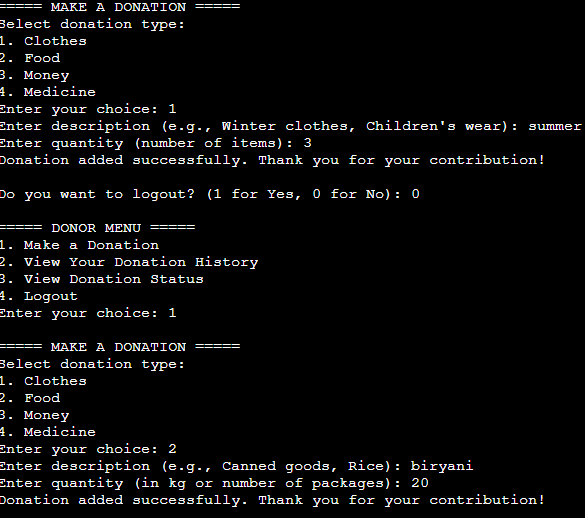 ===== MAKE A DONATION =====
Select donation type:
1. Clothes
2. Food
3. Money
4. Medicine
Enter your choice: 1
Enter description (e.g., Winter clothes, Children's wear): summer
Enter quantity (number of items): 3
Donation added successfully. Thank you for your contribution!

Do you want to logout? (1 for Yes, 0 for No): 0

===== DONOR MENU =====
1. Make a Donation
2. View Your Donation History
3. View Donation Status
4. Logout
Enter your choice: 1

===== MAKE A DONATION =====
Select donation type:
1. Clothes
2. Food
3. Money
4. Medicine
Enter your choice: 2
Enter description (e.g., Canned goods, Rice): biryani
Enter quantity (in kg or number of packages): 20
Donation added successfully. Thank you for your contribution!